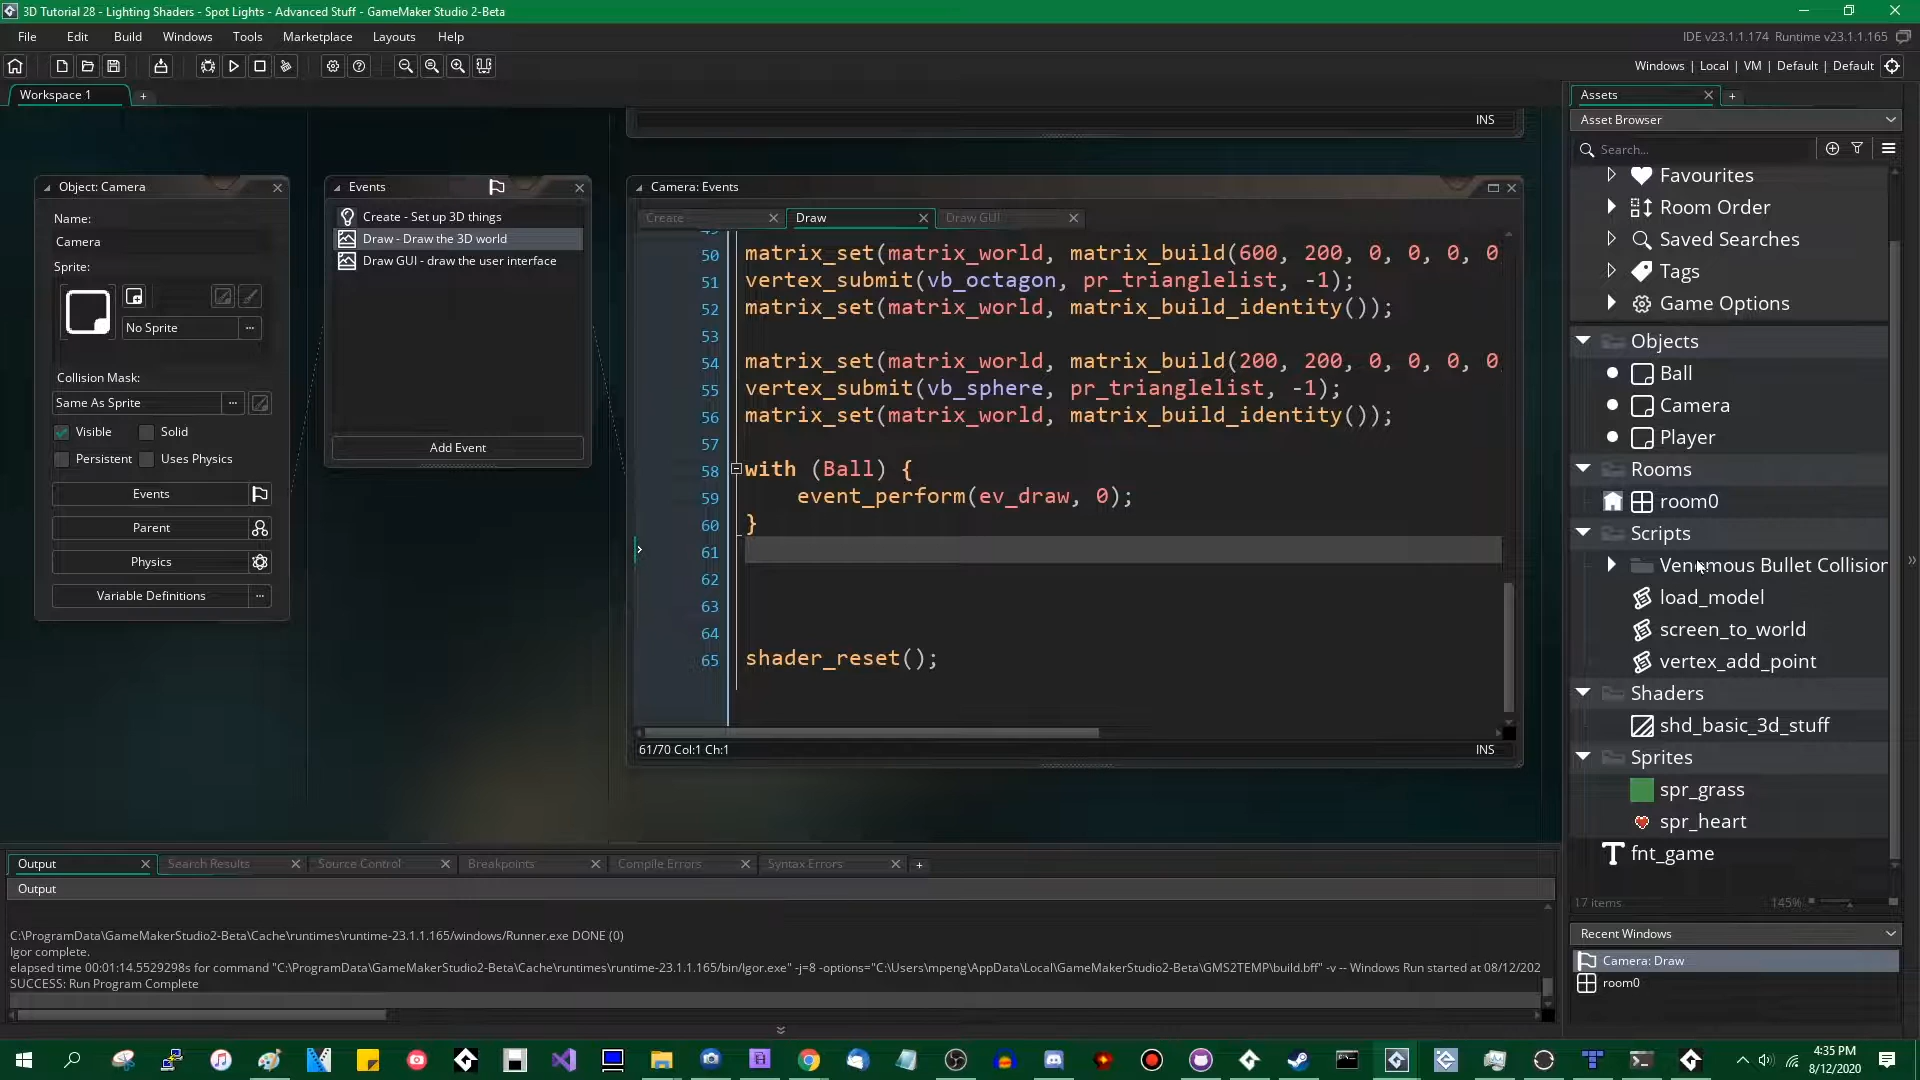 3D Tutorial 28 - Lighting Shaders - Spot Lights - Advanced Stuff - GameMaker Studio 2-Beta
File Edit Build Windows Tools Marketplace Layouts Help
IDE v23.1.1.174 Runtime v23.1.1.165
Windows | Local | VM | Default | Default
Workspace 1
Assets
Asset Browser
Search...
INS
Favourites
Room Order
Saved Searches
Tags
Game Options
Objects
Ball
Camera
Player
Rooms
room0
Scripts
load_model
screen_to_world
vertex_add_point
Shaders
shd_basic_3d_stuff
Sprites
spr_grass
spr_heart
fnt_game
17 items
145%
Recent Windows
Camera: Draw
room0
Object: Camera
Name:
Camera
Sprite:
No Sprite
Collision Mask:
Same As Sprite
Visible
Solid
Persistent
Uses Physics
Events
Parent
Physics
Variable Definitions
Events
Create - Set up 3D things
Draw - Draw the 3D world
Draw GUI - draw the user interface
Add Event
Camera: Events
Create
Draw
Draw GUI
50 matrix_set(matrix_world, matrix_build(600, 200, 0, 0, 0, 0
51 vertex_submit(vb_octagon, pr_trianglelist, -1);
52 matrix_set(matrix_world, matrix_build_identity());
53
54 matrix_set(matrix_world, matrix_build(200, 200, 0, 0, 0, 0
55 vertex_submit(vb_sphere, pr_trianglelist, -1);
56 matrix_set(matrix_world, matrix_build_identity());
57
58 with (Ball) {
59 event_perform(ev_draw, 0);
60 }
61
62
63
64
65 shader_reset();
61/70 Col:1 Ch:1
INS
Output
Search Results
Source Control
Breakpoints
Compile Errors
Syntax Errors
Output
C:\ProgramData\GameMakerStudio2-Beta\Cache\runtimes\runtime-23.1.1.165/windows/Runner.exe DONE (0)
Igor complete.
elapsed time 00:01:14.5529298s for command "C:\ProgramData\GameMakerStudio2-Beta\Cache\runtimes\runtime-23.1.1.165/bin/Igor.exe" -j=8 -options="C:\Users\mpeng\AppData\Local\GameMakerStudio2-Beta\GMS2TEMP\build.bff" -v -- Windows Run started at 08/12/202
SUCCESS: Run Program Complete
4:35 PM
8/12/2020